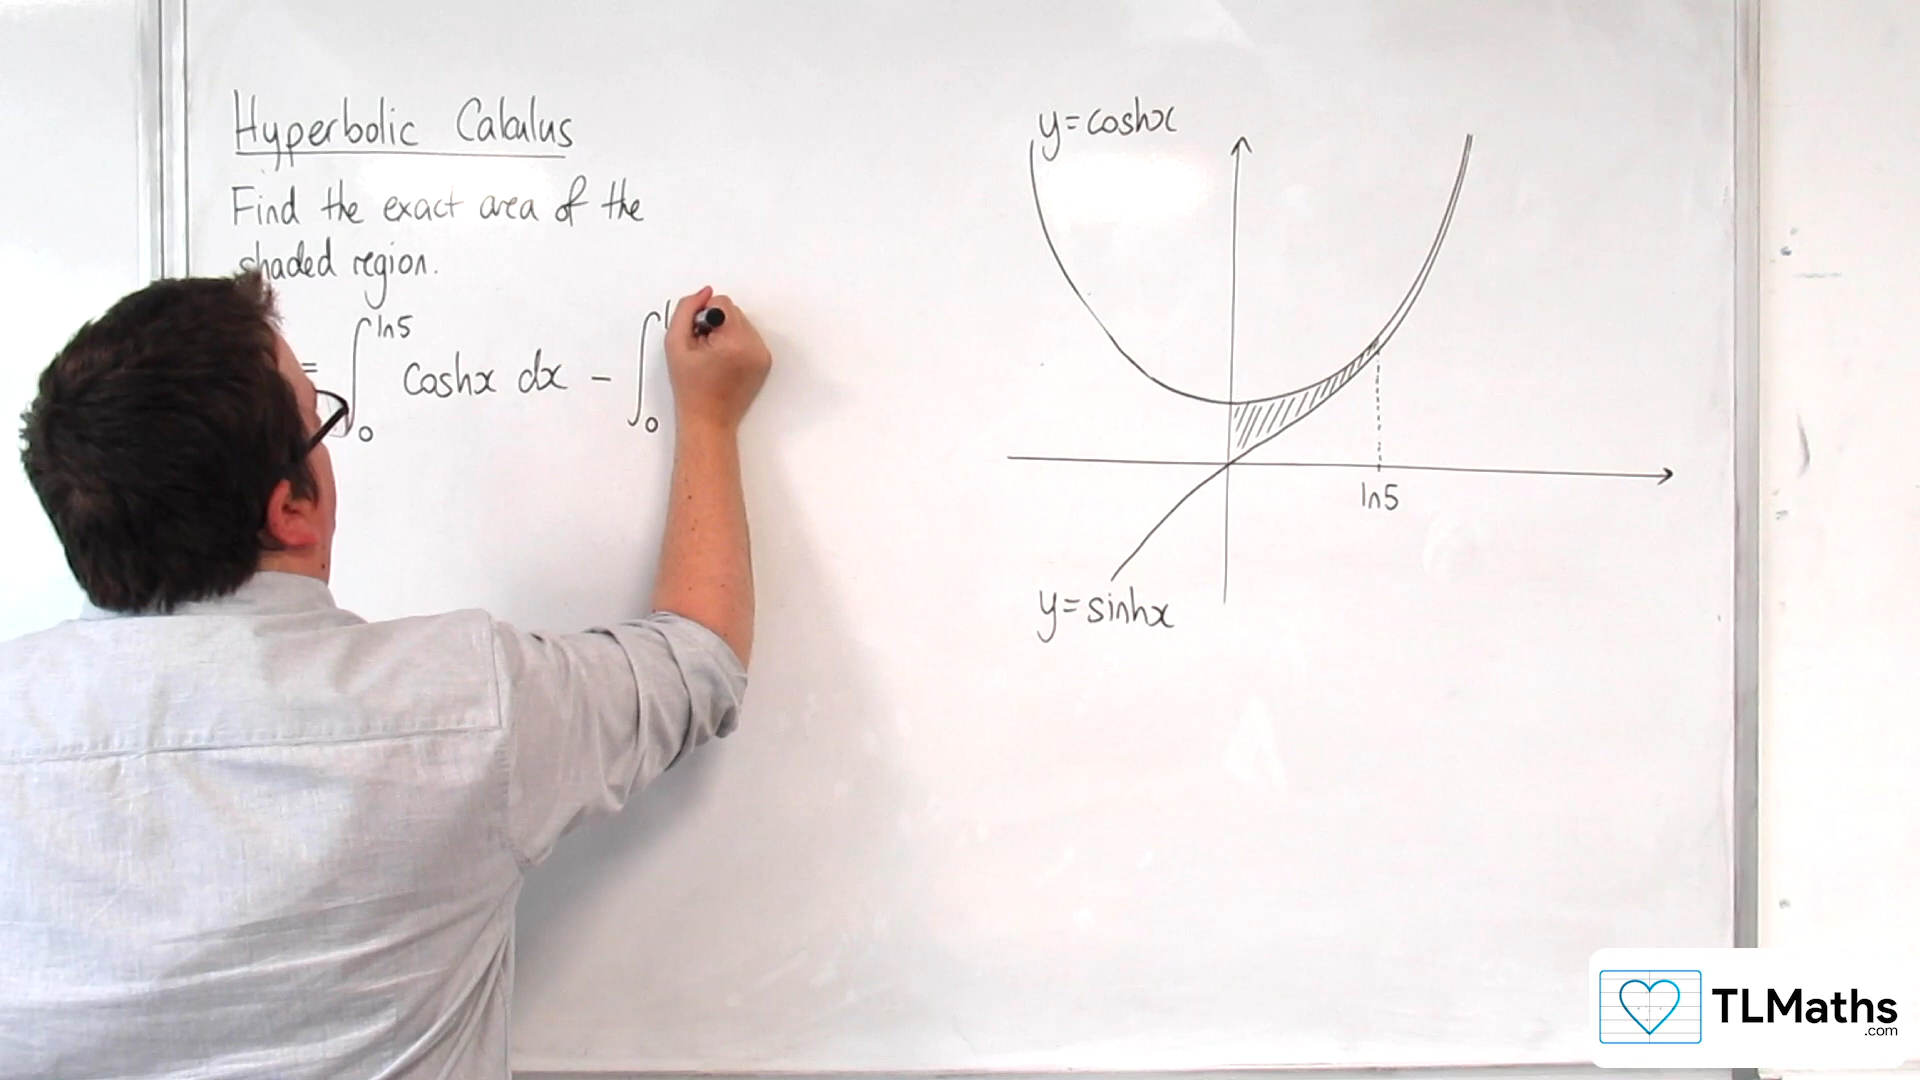 Hyperbolic Calculus
Find the exact area of the
shaded region.
= ∫₀^ln5 coshx dx − ∫₀
y=coshx
ln5
y=sinhx
TLMaths
.com